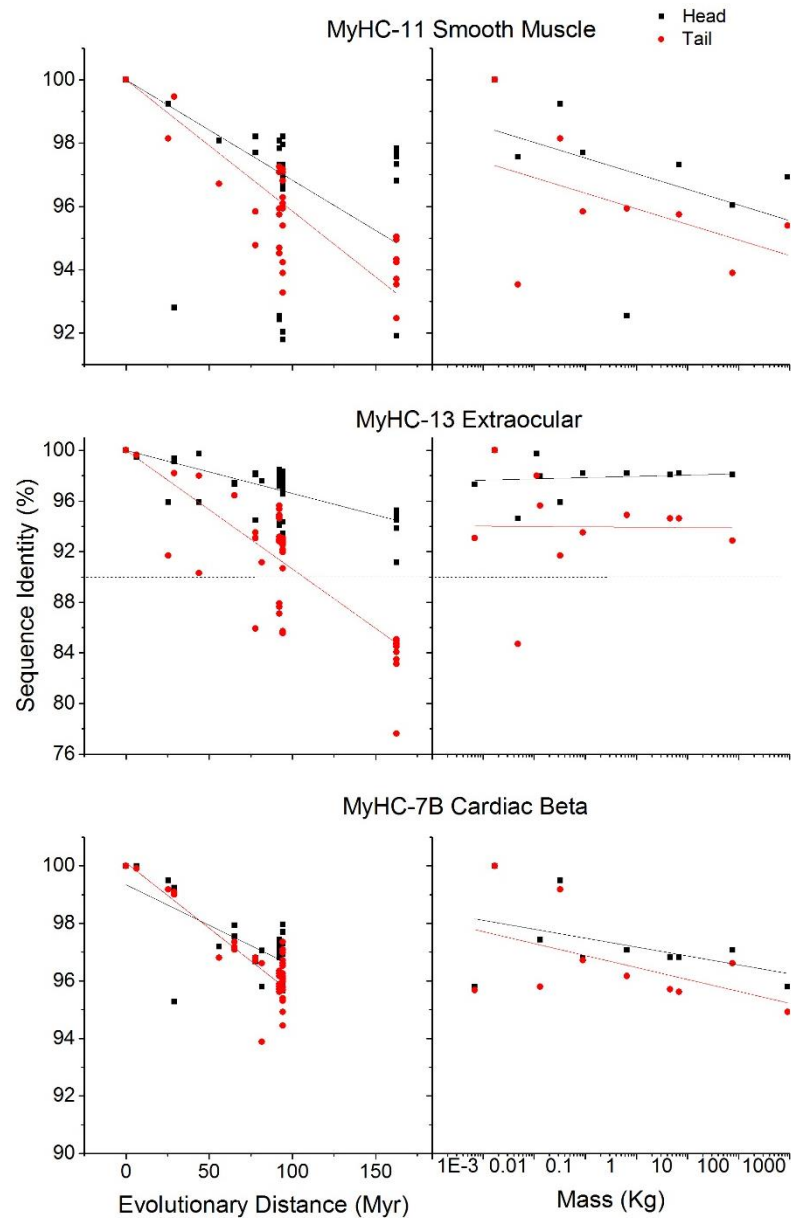 MyHC-11 Smooth Muscle
Head
Tail
100
98
96
94
92
MyHC-13 Extraocular
Sequence Identity (%)
100
96
92
88
84
80
76
MyHC-7B Cardiac Beta
100
98
96
94
92
90
0 50 100 150
1E-3 0.01 0.1 1 10 100 1000
Evolutionary Distance (Myr)
Mass (Kg)